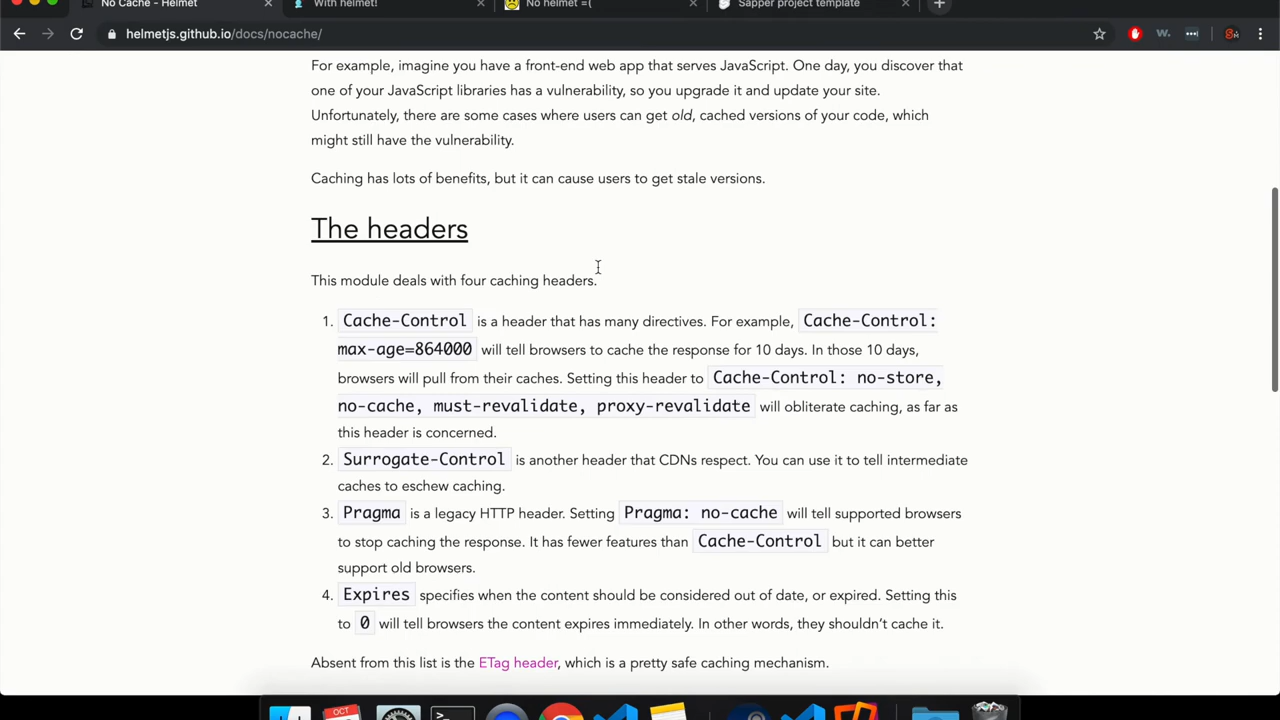 No Cache - Helmet
With helmet!
No helmet =(
Sapper project template
helmetjs.github.io/docs/nocache/
For example, imagine you have a front-end web app that serves JavaScript. One day, you discover that
one of your JavaScript libraries has a vulnerability, so you upgrade it and update your site.
Unfortunately, there are some cases where users can get old, cached versions of your code, which
might still have the vulnerability.
Caching has lots of benefits, but it can cause users to get stale versions.
The headers
This module deals with four caching headers.
1. Cache-Control is a header that has many directives. For example, Cache-Control:
max-age=864000 will tell browsers to cache the response for 10 days. In those 10 days,
browsers will pull from their caches. Setting this header to Cache-Control: no-store,
no-cache, must-revalidate, proxy-revalidate will obliterate caching, as far as
this header is concerned.
2. Surrogate-Control is another header that CDNs respect. You can use it to tell intermediate
caches to eschew caching.
3. Pragma is a legacy HTTP header. Setting Pragma: no-cache will tell supported browsers
to stop caching the response. It has fewer features than Cache-Control but it can better
support old browsers.
4. Expires specifies when the content should be considered out of date, or expired. Setting this
to 0 will tell browsers the content expires immediately. In other words, they shouldn't cache it.
Absent from this list is the ETag header, which is a pretty safe caching mechanism.
OCT